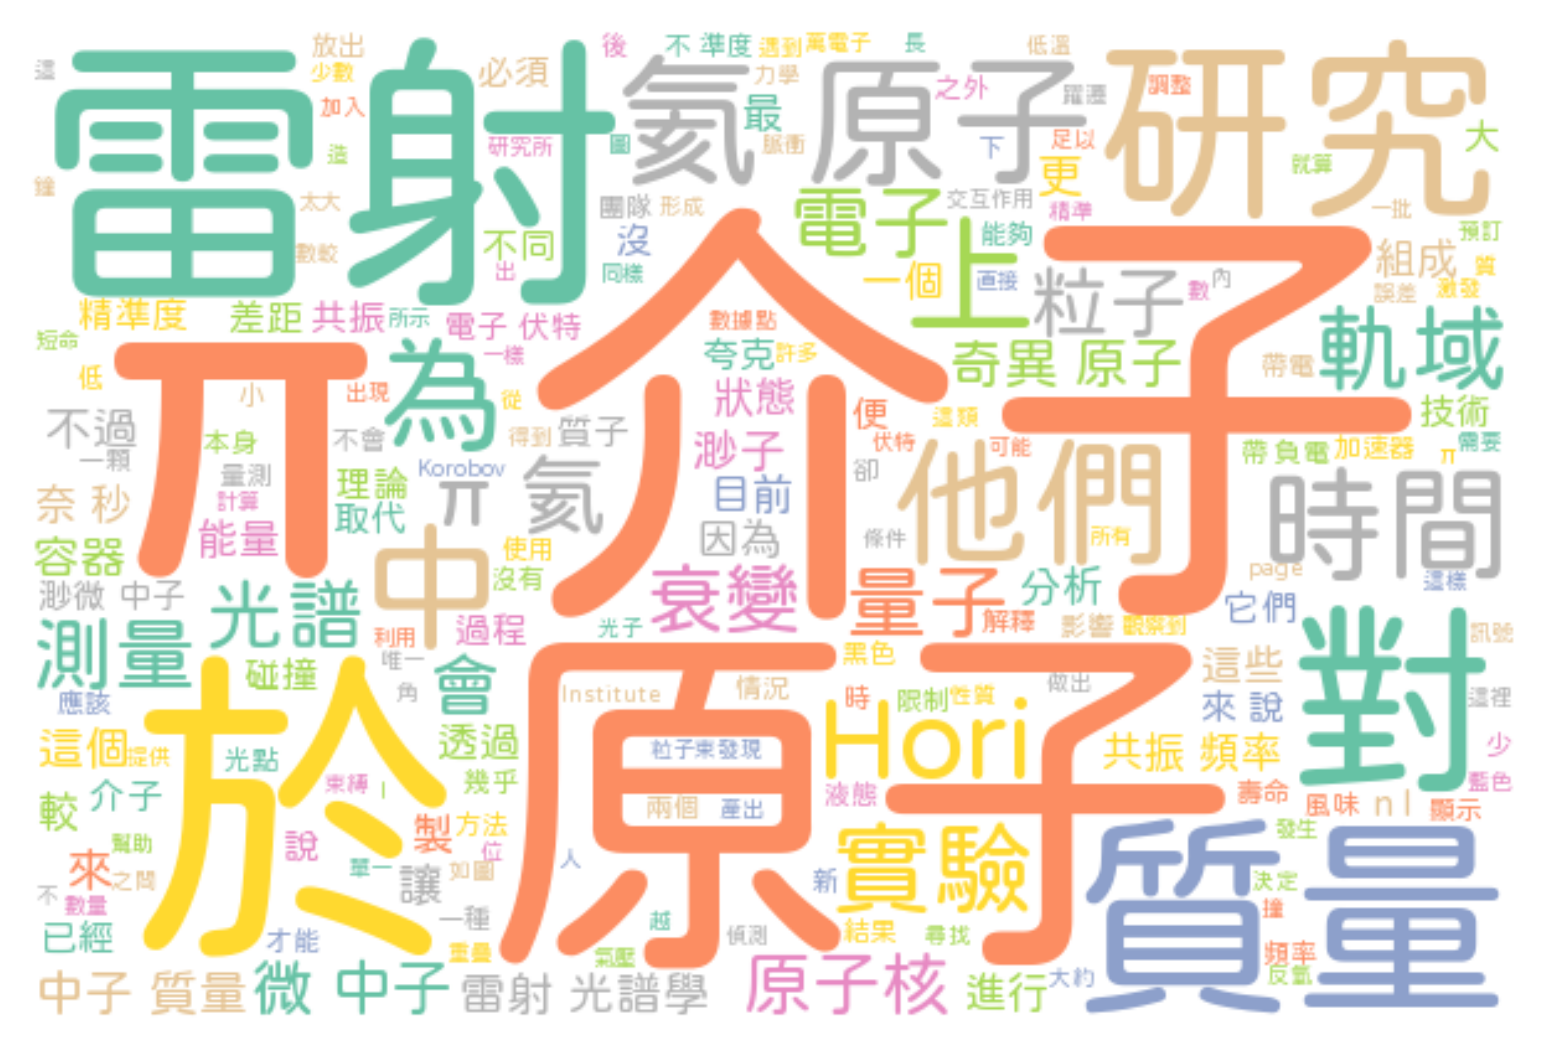 這 放出 後 不 準度 遇到 萬電子 長 低溫
雷射 少數 必須 氦 原子 力學 之外 躍遷 調整 研究
加入 最 大
造 研究所 圖 脈衝 下 足以 就算
鐘 太大 團隊 形成 電子 交互作用 更 精準 一批
數較 不同 沒 上 能夠 組成 預訂
出 同樣 一個 直接 粒子 數 內 誤差 質 激發
精準度 差距 共振 所示 電子 伏特 數據點 軌域
短命 一樣 夸克 許多 奇異 原子 帶電
低 小 出現 為 從 狀態 便 這類 技術
不過 本身 不會 得到 質子 渺子 伏特 可能 帶負電 加速器 π 需要
一顆 量測 理論 Korobov 卻 他們
奈 秒 計算 取代 π 氦 目前 時間
容器 能量 中 使用 因為 條件 所有
π介子 沒有 page 這樣
渺微 中子 光譜 衰變 量子 分析 它們
測量 利用 過程 光子 解釋 影響 觀察到 訊號
碰撞 唯一 會 黑色 做出 這些 對
應該 角 Institute 情況 時 限制 性質 來 說 這裡
這個 提供 光點 透過 粒子束發現 Hori 共振 頻率 少
較 介子 束縛 l 幾乎 液態 壽命 藍色
於 原子 兩個 產出 風味 nl 顯示
幫助 說 製 方法 實驗 發生
來 之間 單一 位 人 質量
不 數量 讓 如圖 新 決定
一種 越 撞
已經 才能 重疊 氣壓 偵測 結果 尋找 頻率
中子 質量 微 中子 雷射 光譜學 原子核 進行 大約 反氫